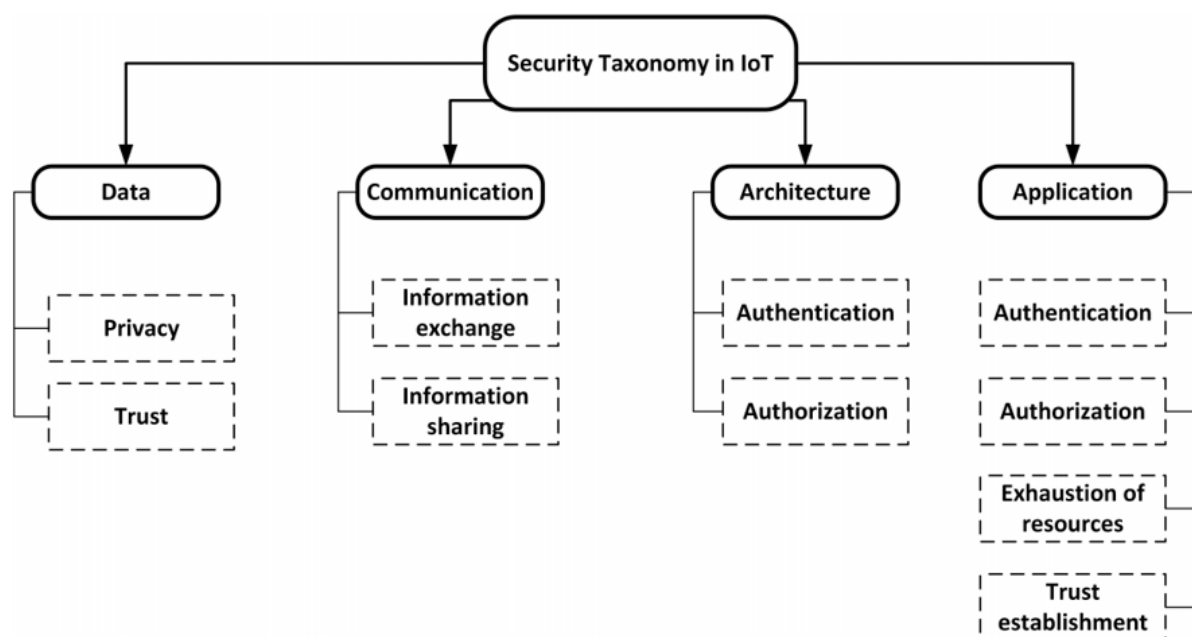 Security Taxonomy in IoT
Data
Communication
Architecture
Application
Privacy
Trust
Information
exchange
Information
sharing
Authentication
Authorization
Authentication
Authorization
Exhaustion of
resources
Trust
establishment